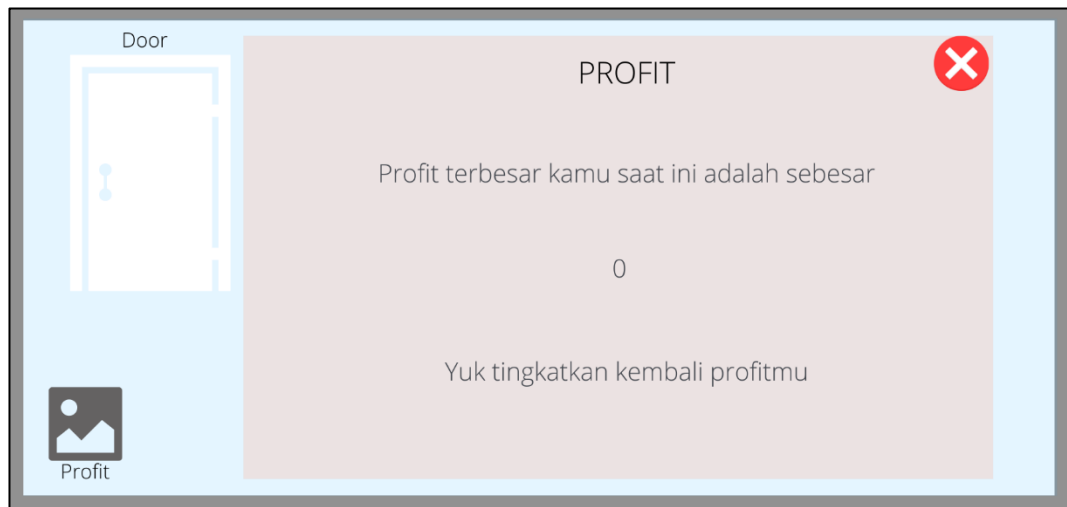 Door
PROFIT
Profit terbesar kamu saat ini adalah sebesar
0
Yuk tingkatkan kembali profitmu
Profit